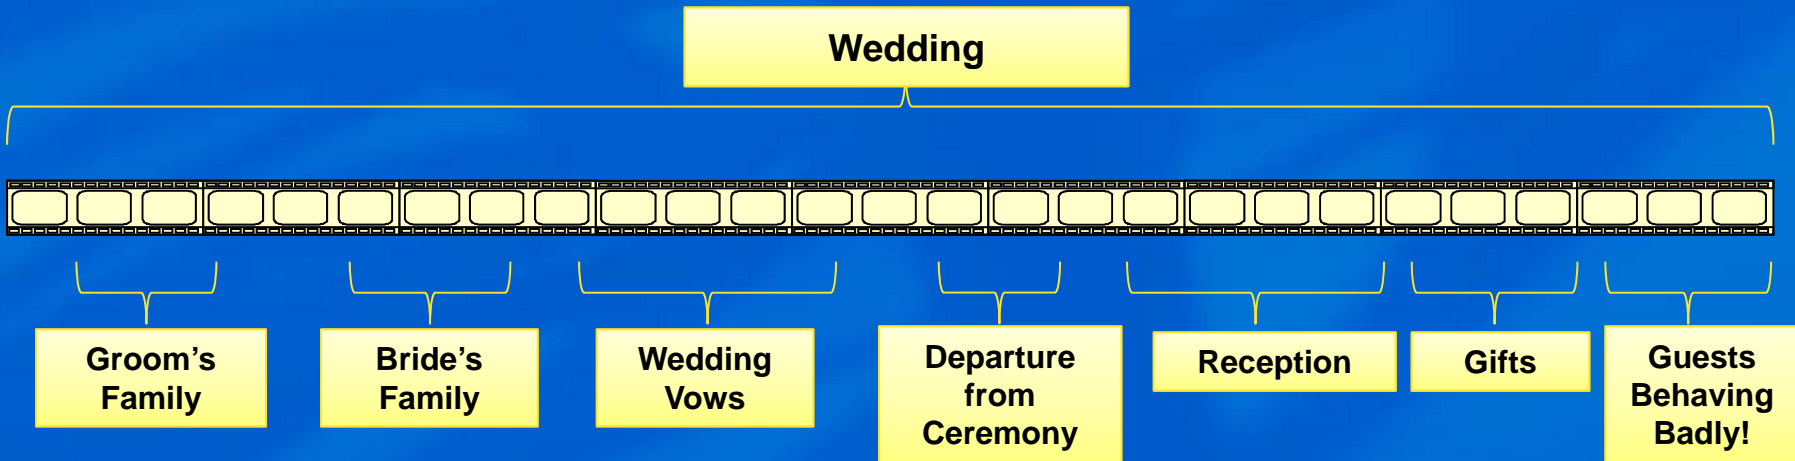 Wedding
Groom’s
Family
Bride’s
Family
Wedding
Vows
Departure
from
Ceremony
Reception
Gifts
Guests
Behaving
Badly!